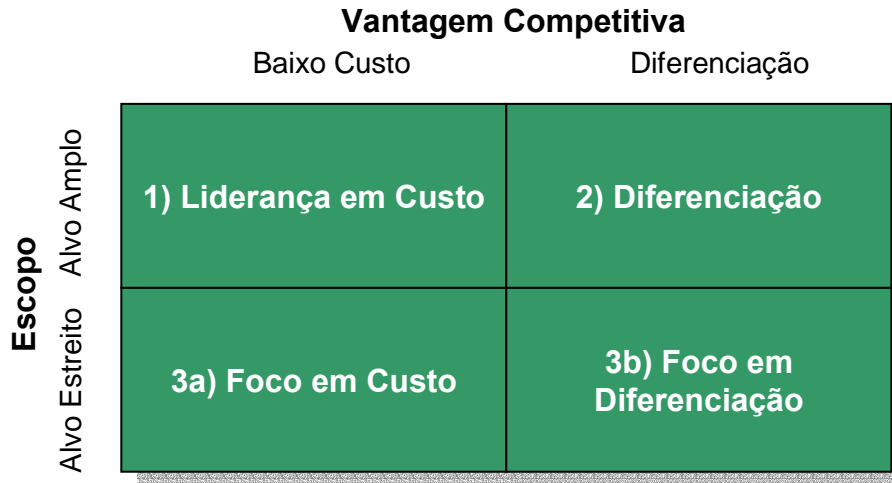 Vantagem Competitiva
Baixo Custo
Diferenciação
Escopo
Alvo Amplo
1) Liderança em Custo
2) Diferenciação
Alvo Estreito
3a) Foco em Custo
3b) Foco em
Diferenciação